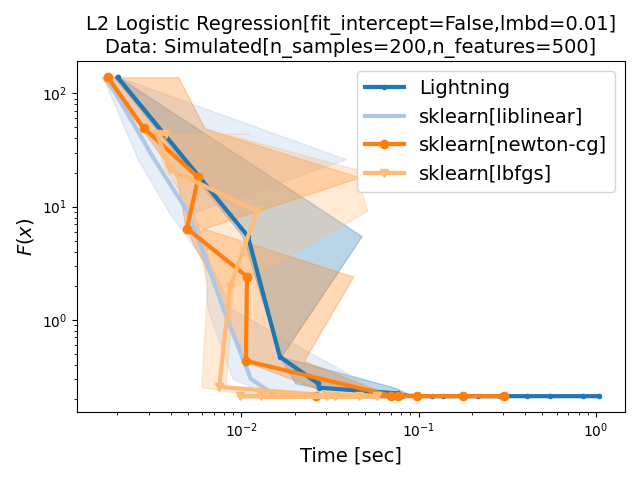 L2 Logistic Regression[fit_intercept=False,lmbd=0.01]
Data: Simulated[n_samples=200,n_features=500]
Lightning
sklearn[liblinear]
sklearn[newton-cg]
sklearn[lbfgs]
F(x)
10²
10¹
10⁰
10⁻² 10⁻¹ 10⁰
Time [sec]